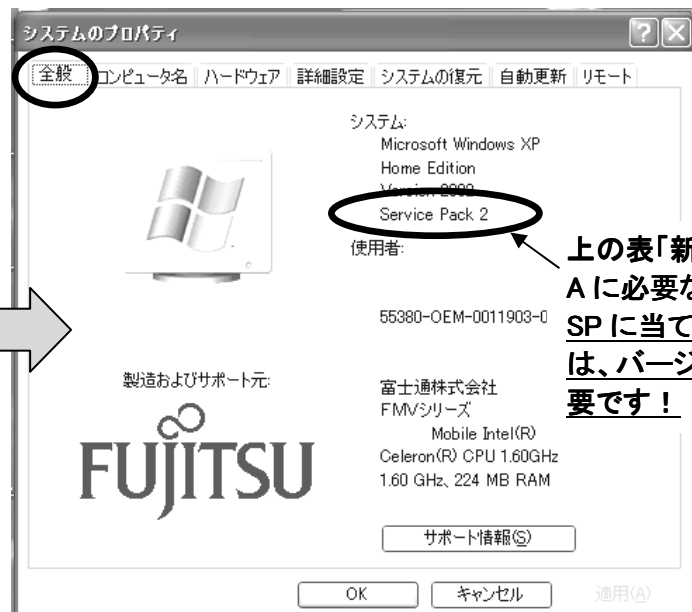 システムのプロパティ
全般 コンピュータ名 ハードウェア 詳細設定 システムの復元 自動更新 リモート
システム:
Microsoft Windows XP
Home Edition
Version 2002
Service Pack 2
使用者:
55380-OEM-0011903-0
上の表「新
A に必要な
SP に当て
は、バージ
要です！
製造およびサポート元:
FUJITSU
富士通株式会社
FMVシリーズ
Mobile Intel(R)
Celeron(R) CPU 1.60GHz
1.60 GHz、224 MB RAM
サポート情報(S)
OK キャンセル 適用(A)